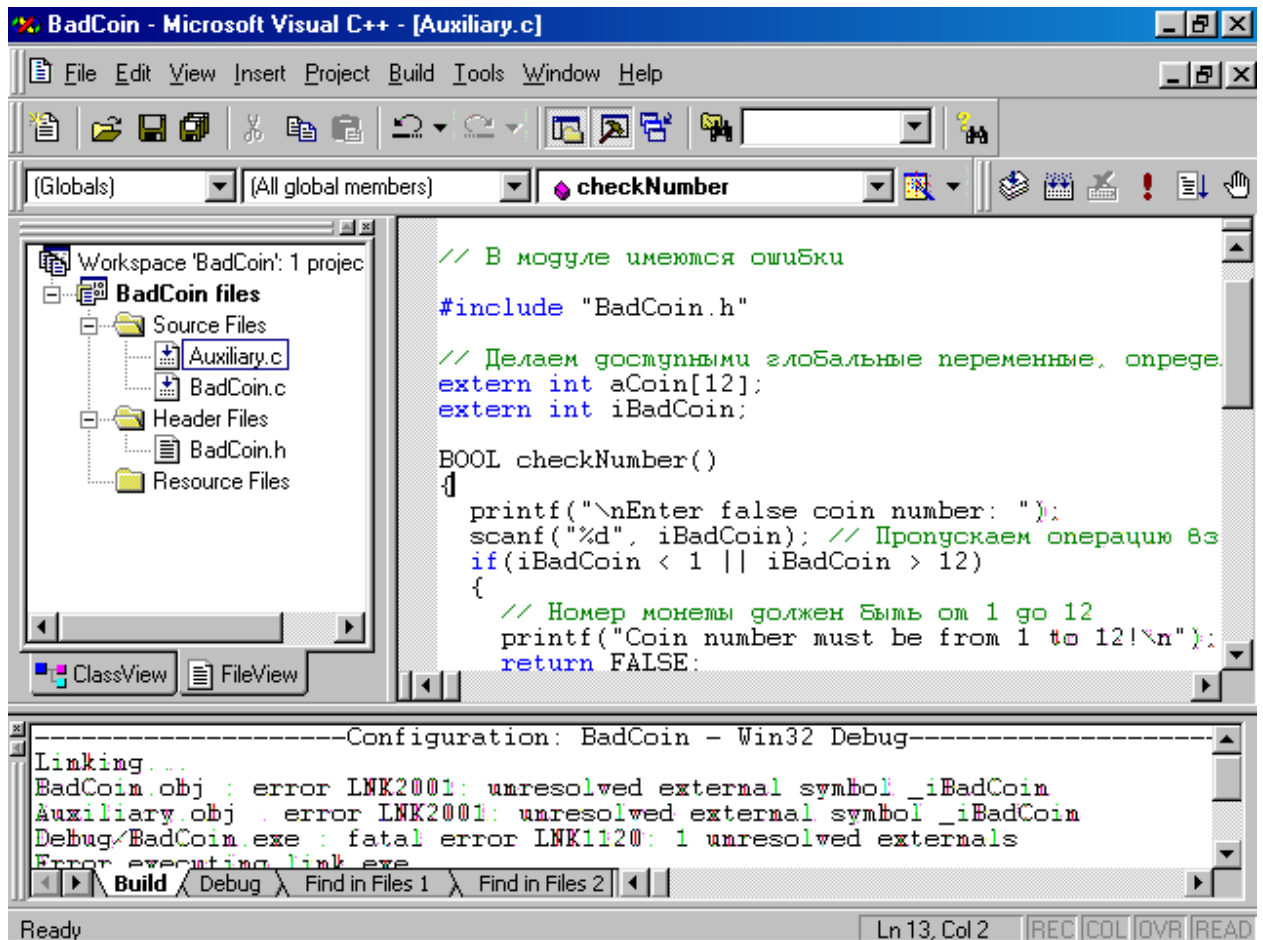 BadCoin - Microsoft Visual C++ - [Auxiliary.c]
File Edit View Insert Project Build Tools Window Help
(Globals) (All global members) checkNumber
Workspace 'BadCoin': 1 projec
BadCoin files
Source Files
Auxiliary.c
BadCoin.c
Header Files
BadCoin.h
Resource Files
ClassView FileView
// В модуле имеются ошибки
#include "BadCoin.h"
// Делаем доступными глобальные переменные, опреде
extern int aCoin[12];
extern int iBadCoin;
BOOL checkNumber()
{
printf("\nEnter false coin number: ");
scanf("%d", iBadCoin); // Пропускаем операцию вз
if(iBadCoin < 1 || iBadCoin > 12)
{
// Номер монеты должен быть от 1 до 12
printf("Coin number must be from 1 to 12!\n");
return FALSE;
--------------------Configuration: BadCoin - Win32 Debug--------------------
Linking...
BadCoin.obj : error LNK2001: unresolved external symbol _iBadCoin
Auxiliary.obj : error LNK2001: unresolved external symbol _iBadCoin
Debug/BadCoin.exe : fatal error LNK1120: 1 unresolved externals
Error executing link.exe
Build Debug Find in Files 1 Find in Files 2
Ready Ln 13, Col 2 REC COL OVR READ